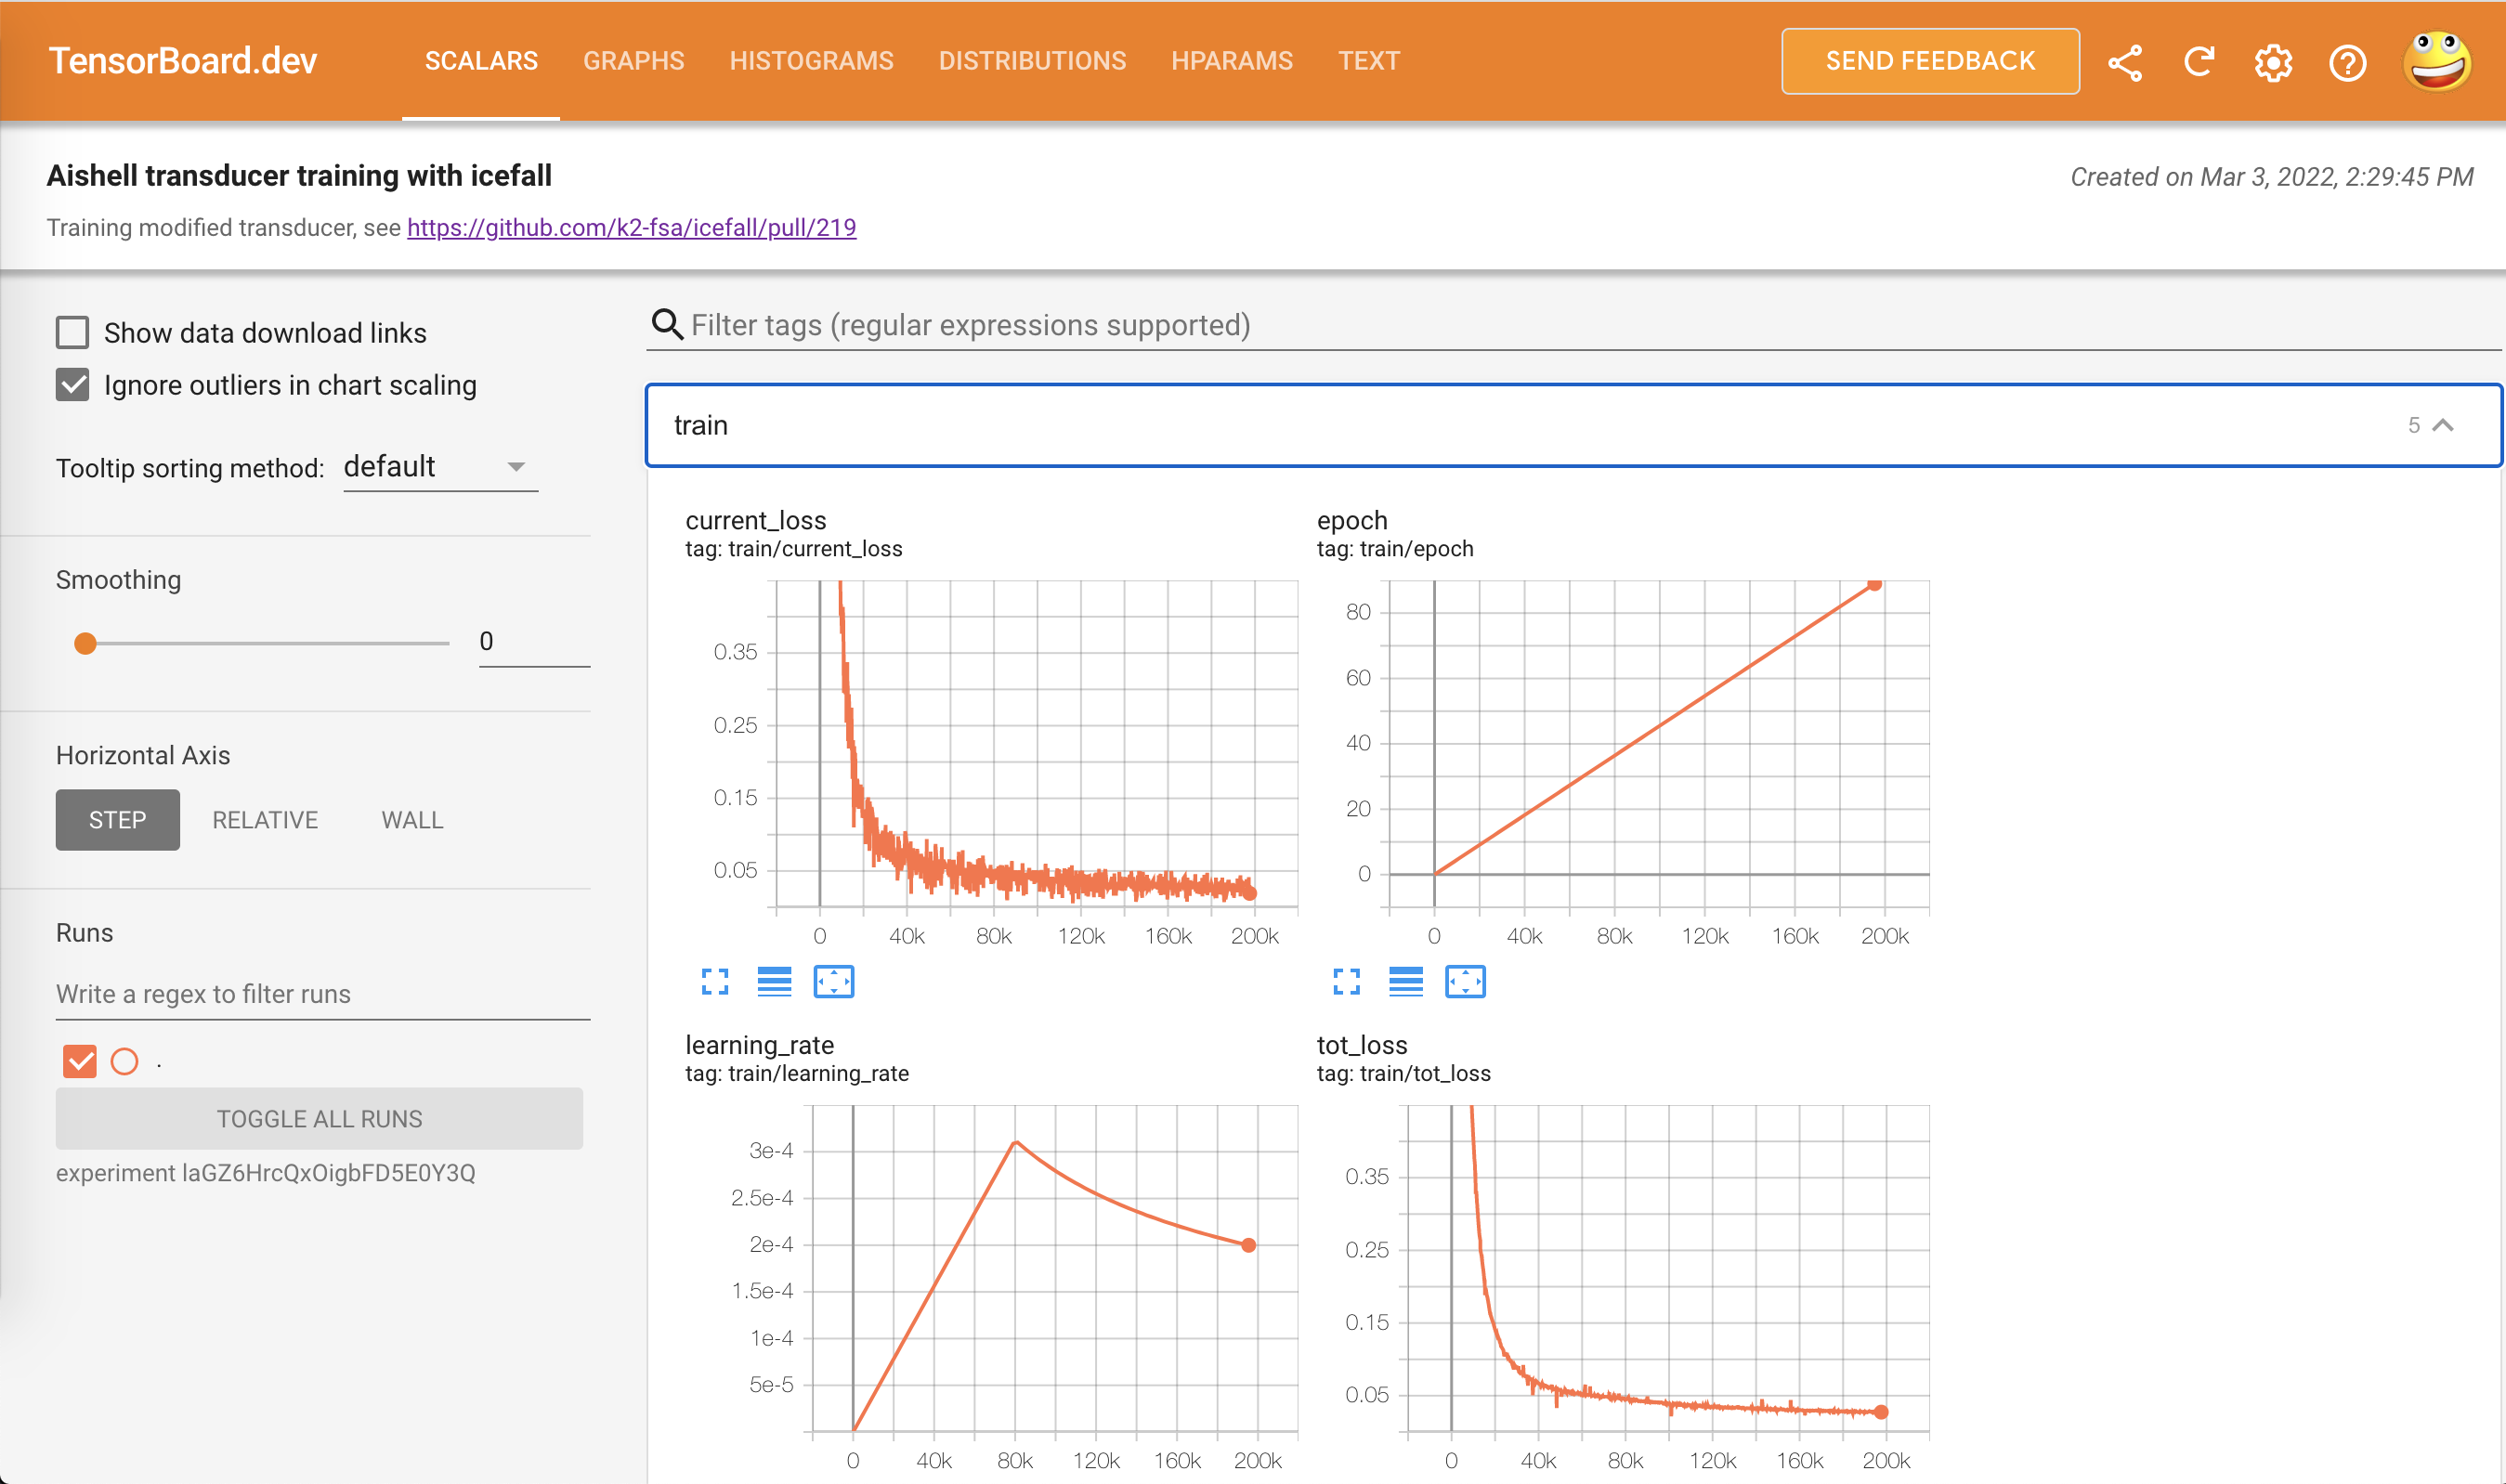 TensorBoard.dev SCALARS GRAPHS HISTOGRAMS DISTRIBUTIONS HPARAMS TEXT SEND FEEDBACK
Aishell transducer training with icefall
Created on Mar 3, 2022, 2:29:45 PM
Training modified transducer, see https://github.com/k2-fsa/icefall/pull/219
Show data download links
Ignore outliers in chart scaling
Tooltip sorting method: default
Smoothing
0
Horizontal Axis
STEP RELATIVE WALL
Runs
Write a regex to filter runs
.
TOGGLE ALL RUNS
experiment laGZ6HrcQxOigbFD5E0Y3Q
Filter tags (regular expressions supported)
train 5
current_loss
tag: train/current_loss
0.35
0.25
0.15
0.05
0 40k 80k 120k 160k 200k
epoch
tag: train/epoch
80
60
40
20
0
0 40k 80k 120k 160k 200k
learning_rate
tag: train/learning_rate
3e-4
2.5e-4
2e-4
1.5e-4
1e-4
5e-5
0 40k 80k 120k 160k 200k
tot_loss
tag: train/tot_loss
0.35
0.25
0.15
0.05
0 40k 80k 120k 160k 200k